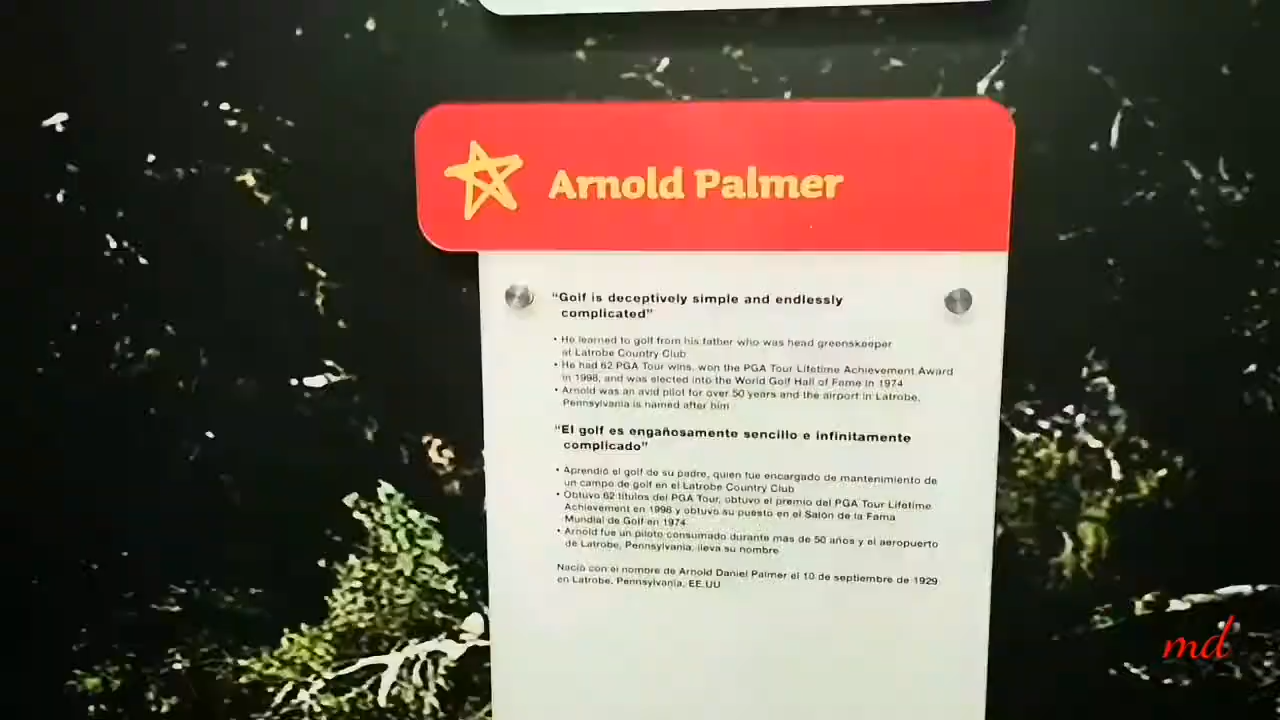 Arnold Palmer
"Golf is deceptively simple and endlessly
complicated"
• He learned to golf from his father who was head greenskeeper
at Latrobe Country Club
• He had 62 PGA Tour wins, won the PGA Tour Lifetime Achievement Award
in 1998, and was elected into the World Golf Hall of Fame in 1974
• Arnold was an avid pilot for over 50 years and the airport in Latrobe,
Pennsylvania is named after him
"El golf es engañosamente sencillo e infinitamente
complicado"
• Aprendió el golf de su padre, quien fue encargado de mantenimiento de
un campo de golf en el Latrobe Country Club
• Obtuvo 62 títulos del PGA Tour, obtuvo el premio del PGA Tour Lifetime
Achievement en 1998 y obtuvo su puesto en el Salón de la Fama
Mundial de Golf en 1974
• Arnold fue un piloto consumado durante más de 50 años y el aeropuerto
de Latrobe, Pennsylvania, lleva su nombre
Nació con el nombre de Arnold Daniel Palmer el 10 de septiembre de 1929
en Latrobe, Pennsylvania, EE.UU
md